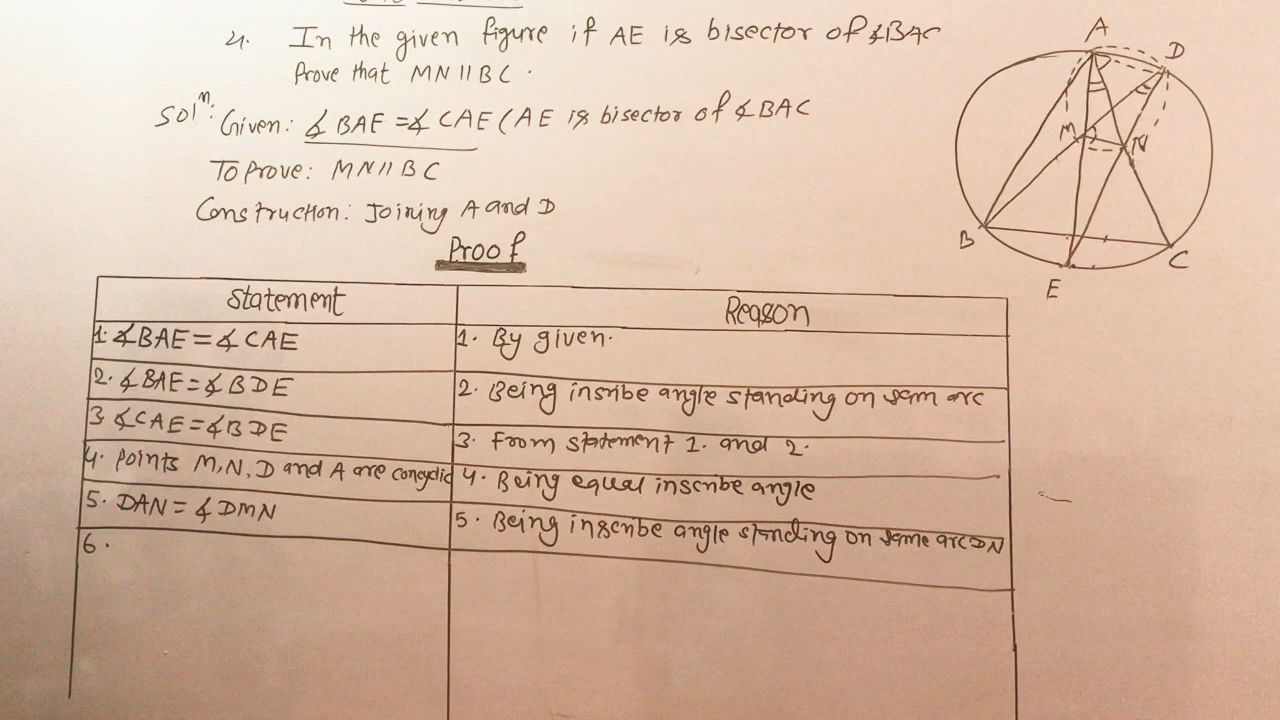 4. In the given figure if AE is bisector of ∡BAC
Prove that MN∥BC.
Solⁿ: Given: ∡BAE=∡CAE (AE is bisector of ∡BAC
To Prove: MN∥BC
Construction: Joining A and D
Proof
Statement Reason
1. ∡BAE=∡CAE 1. By given.
2. ∡BAE=∡BDE 2. Being inscribe angle standing on sam arc
3 ∡CAE=∡BDE 3. From statement 1. and 2.
4. Points M,N,D and A are concyclic 4. Being equal inscribe angle
5. DAN=∡DMN 5. Being inscribe angle standing on same arc DN
6.
A
D
M
N
B
C
E